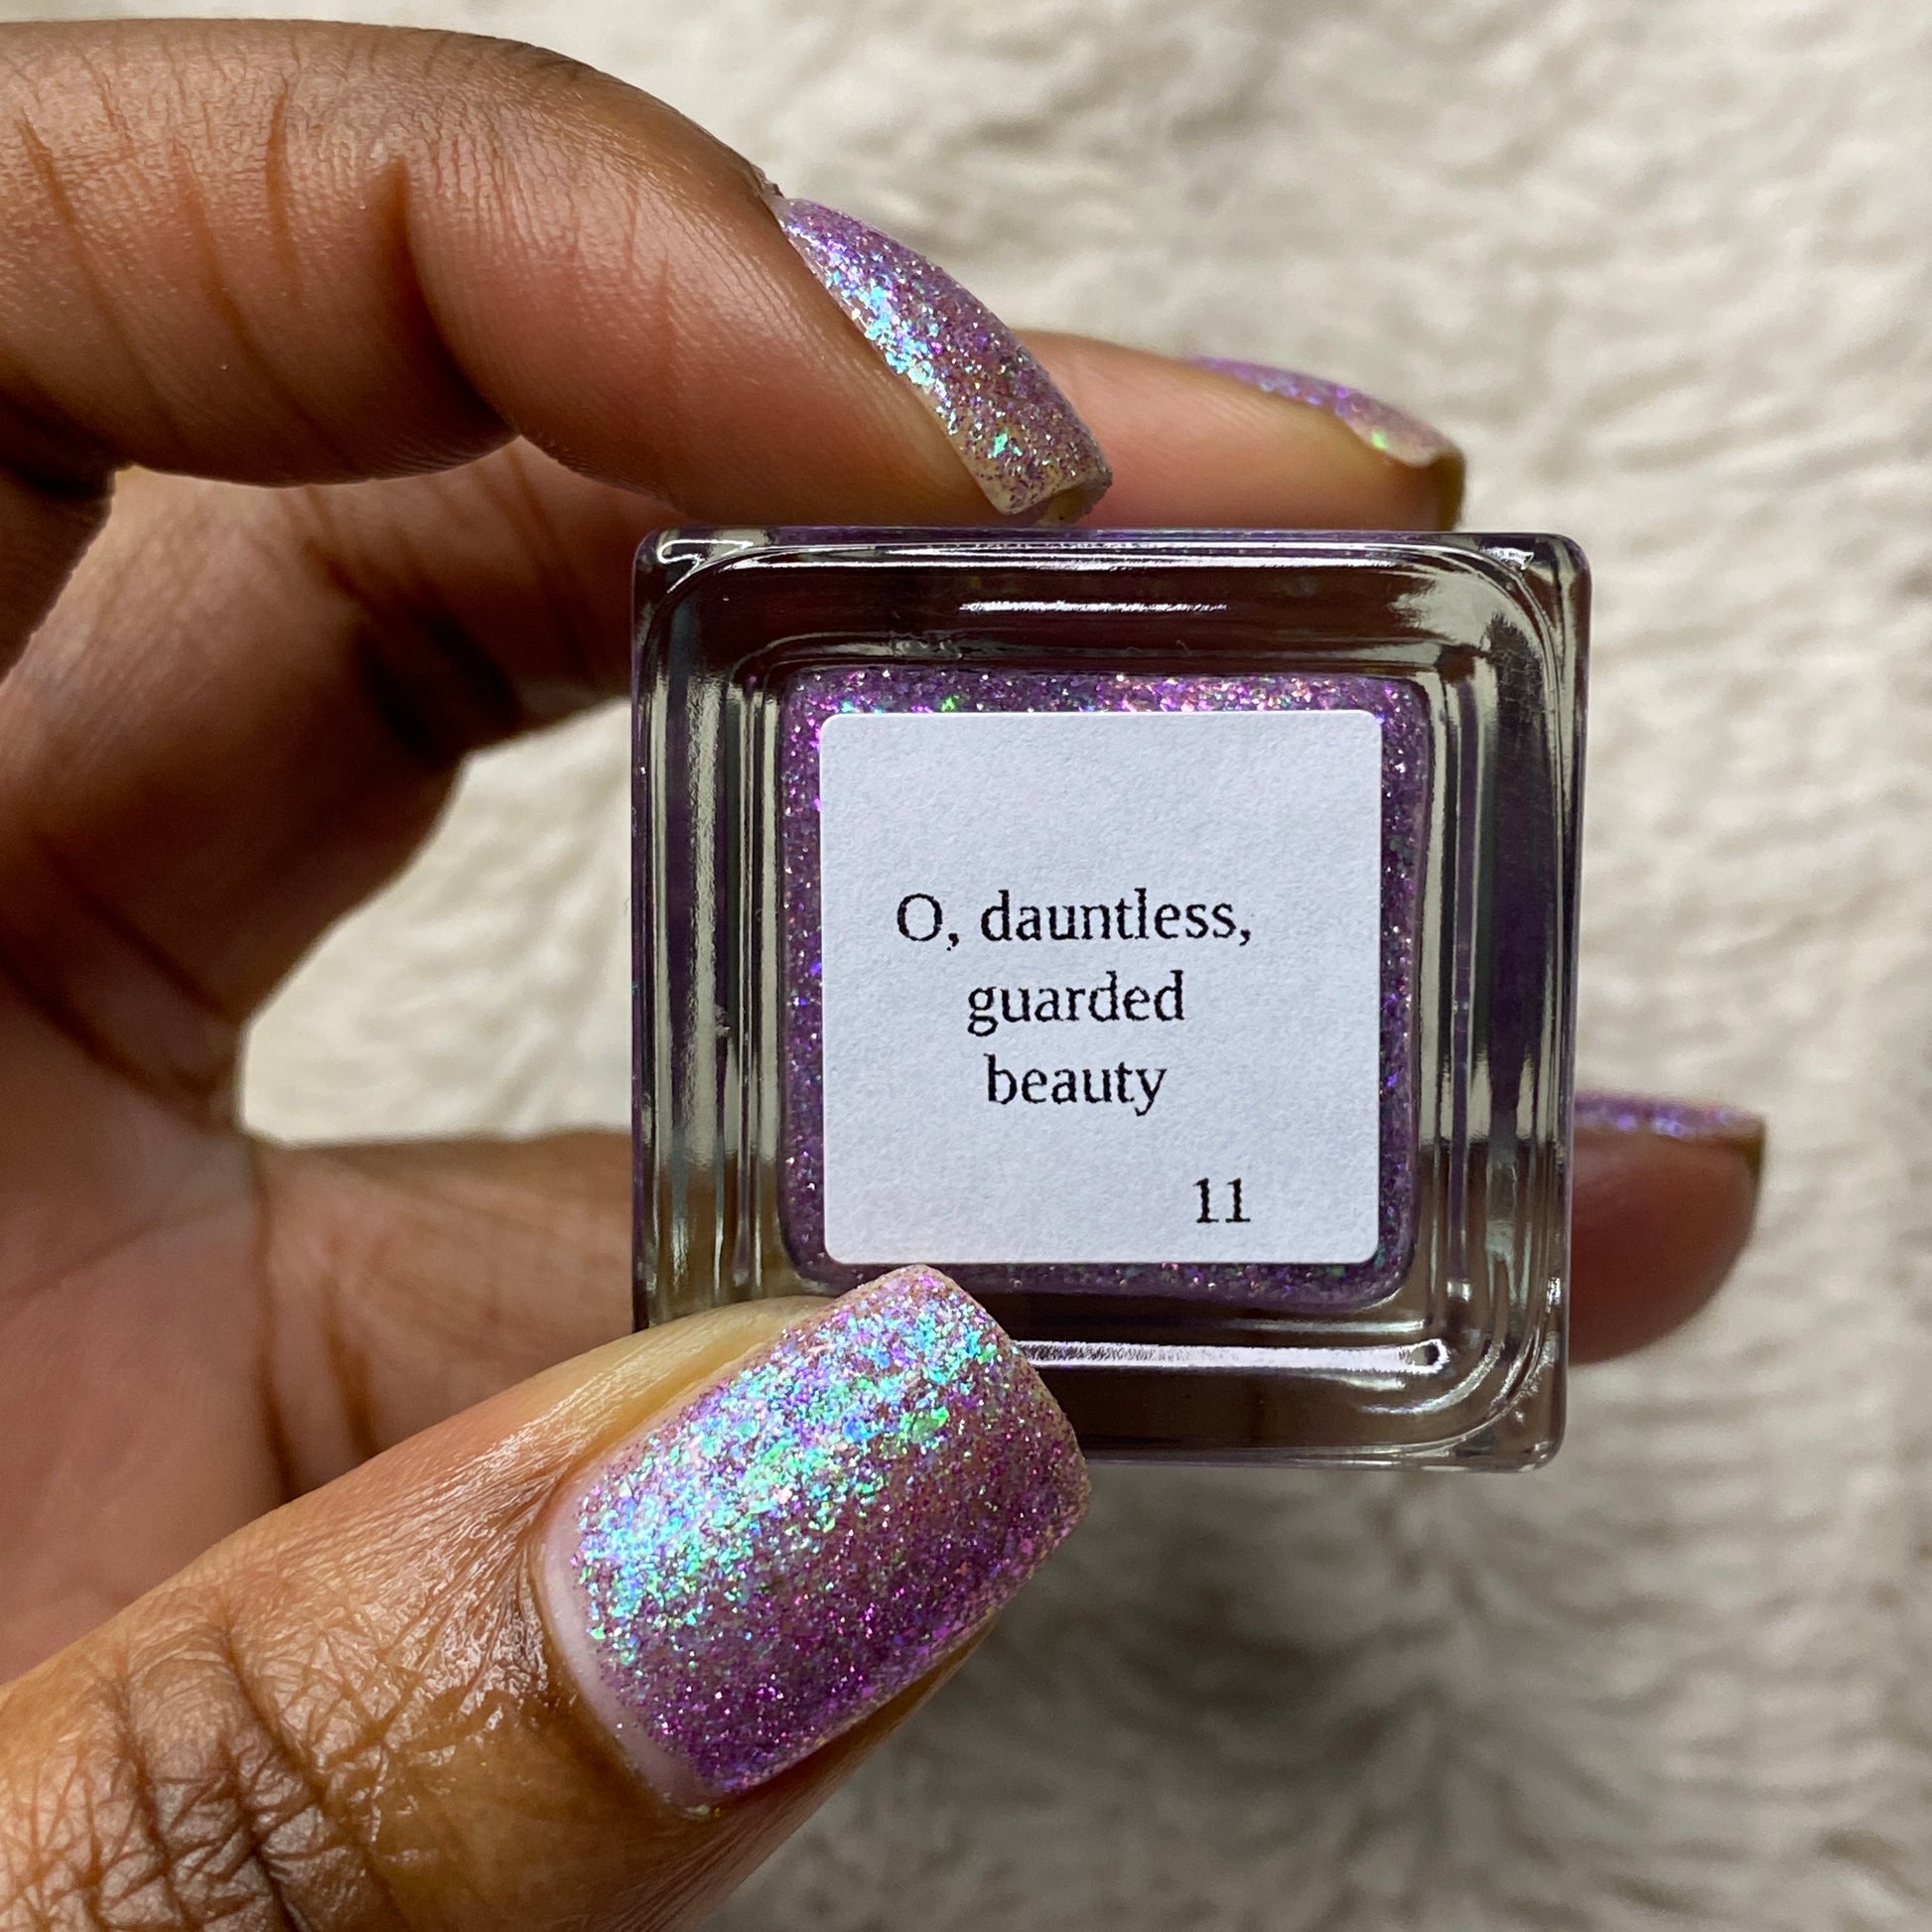 O, dauntless,
guarded
beauty
11